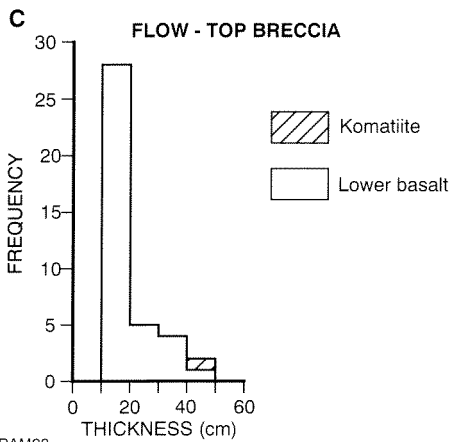 C
FLOW - TOP BRECCIA
30
25
20
15
10
5
0
FREQUENCY
Komatiite
Lower basalt
0 20 40 60
THICKNESS (cm)